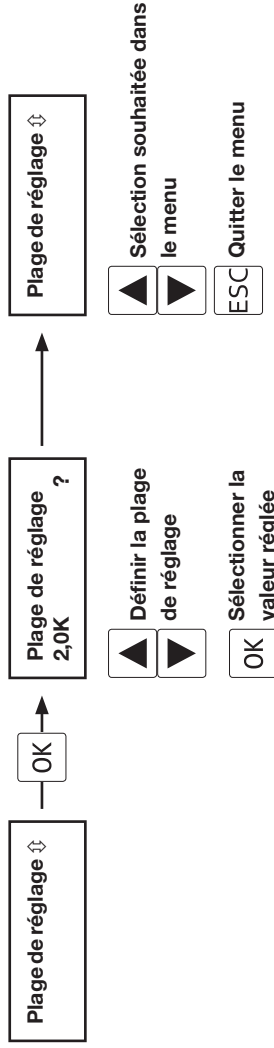 Plage de réglage ⇕
OK
Plage de réglage
2,0K ?
Définir la plage
de réglage
OK
Sélectionner la
valeur réglée
Plage de réglage ⇕
Sélection souhaitée dans
le menu
ESC
Quitter le menu